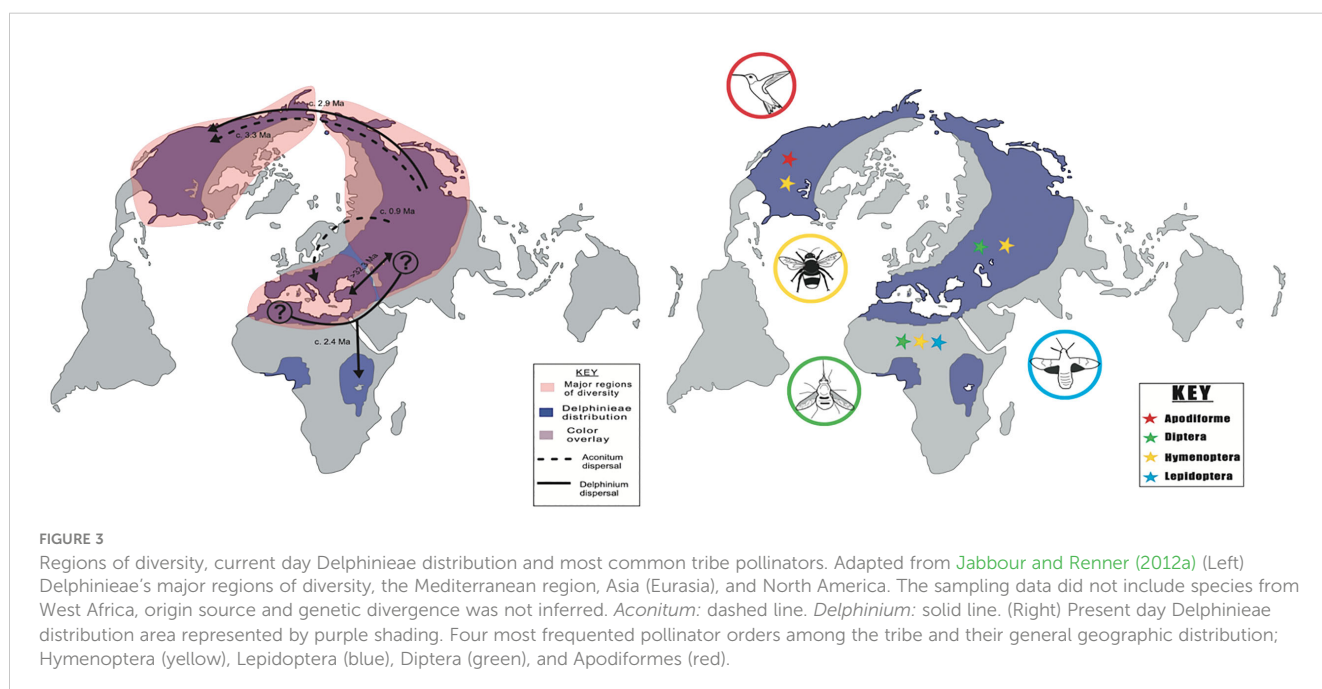 c. 2.9 Ma
c. 3.3 Ma
c. 0.9 Ma
?
?
c. 2.4 Ma
KEY
Major regions
of diversity
Delphinieae
distribution
Color
overlay
Aconitum
dispersal
Delphinium
dispersal
KEY
Apodiforme
Diptera
Hymenoptera
Lepidoptera
FIGURE 3
Regions of diversity, current day Delphinieae distribution and most common tribe pollinators. Adapted from Jabbour and Renner (2012a) (Left)
Delphinieae's major regions of diversity, the Mediterranean region, Asia (Eurasia), and North America. The sampling data did not include species from
West Africa, origin source and genetic divergence was not inferred. Aconitum: dashed line. Delphinium: solid line. (Right) Present day Delphinieae
distribution area represented by purple shading. Four most frequented pollinator orders among the tribe and their general geographic distribution;
Hymenoptera (yellow), Lepidoptera (blue), Diptera (green), and Apodiformes (red).